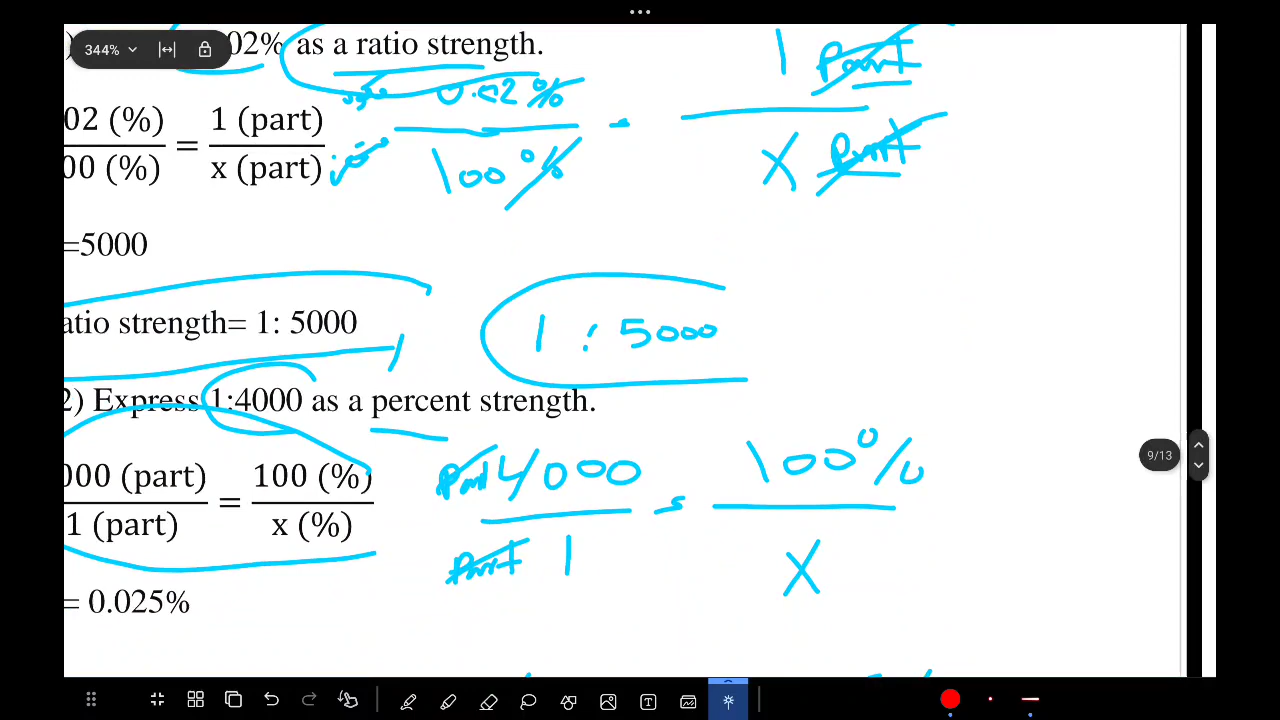 344%
02% as a ratio strength.
02 (%) / 00 (%) = 1 (part) / x (part)
0.02 % / 100 % = 1 Part / X Part
=5000
atio strength= 1: 5000
1 : 5000
2) Express 1:4000 as a percent strength.
000 (part) / 1 (part) = 100 (%) / x (%)
Part 4000 / Part 1 = 100 % / X
= 0.025%
9/13